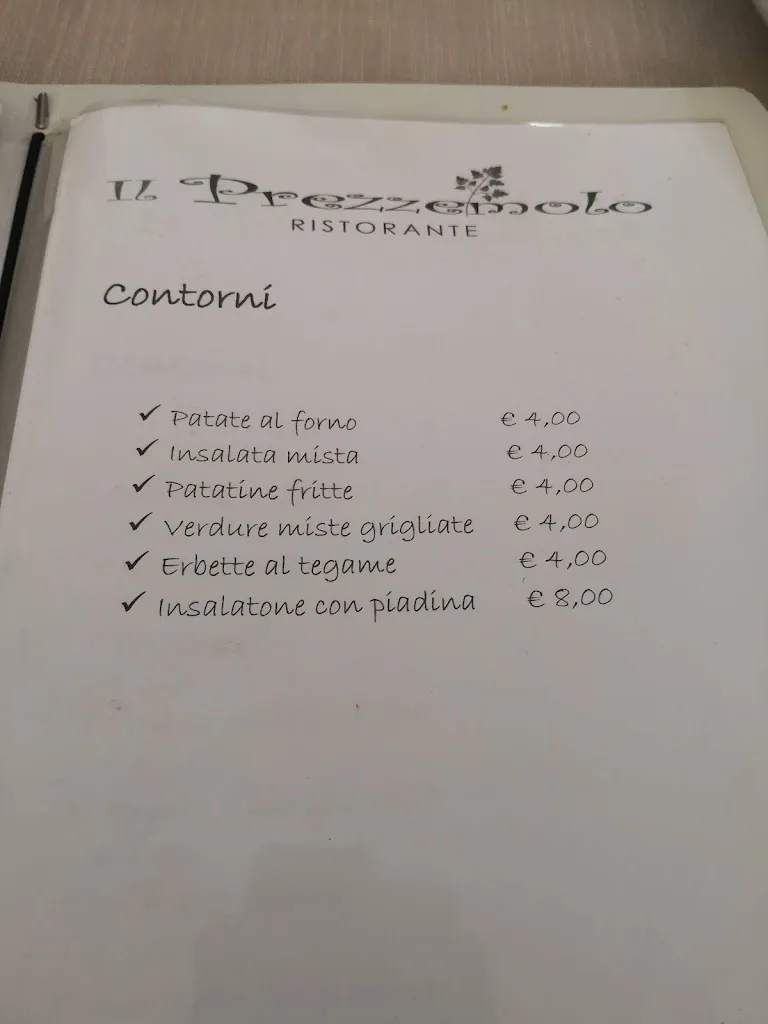 Il Prezzemolo
RISTORANTE
Contorni
✓ Patate al forno € 4,00
✓ Insalata mista € 4,00
✓ Patatine fritte € 4,00
✓ Verdure miste grigliate € 4,00
✓ Erbette al tegame € 4,00
✓ Insalatone con piadina € 8,00